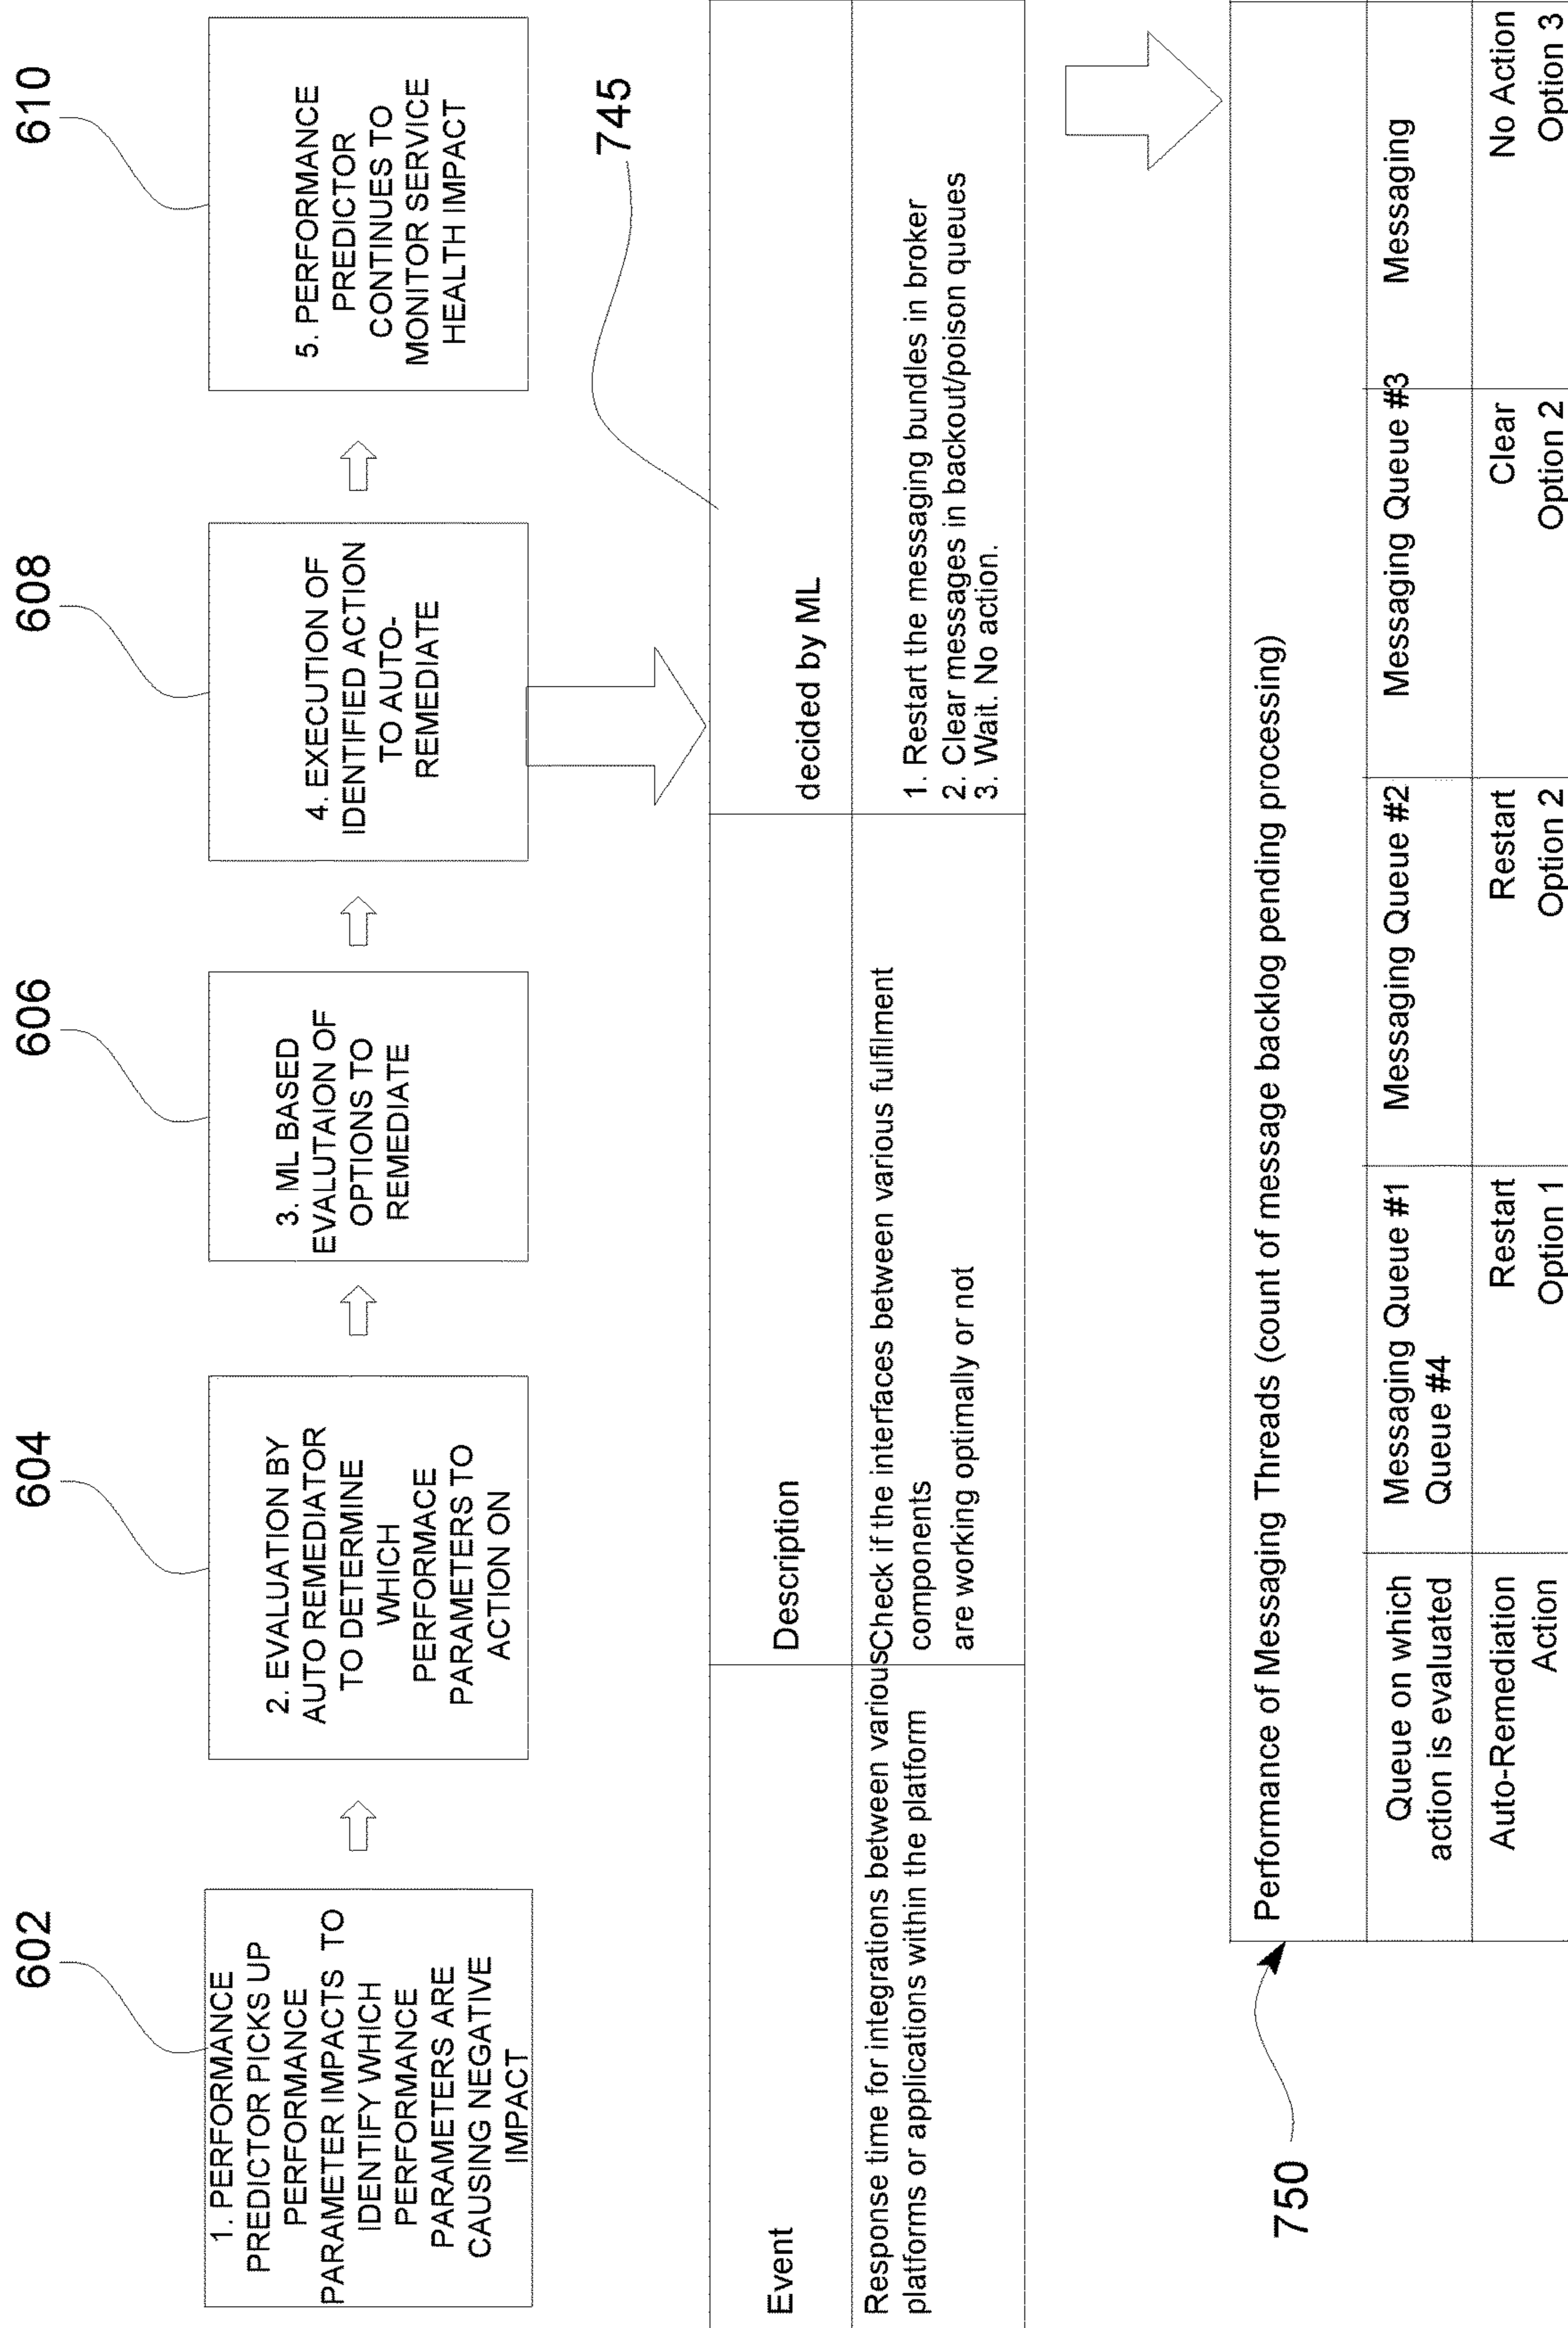 602
604
606
608
610
1. PERFORMANCE
PREDICTOR PICKS UP
PERFORMANCE
PARAMETER IMPACTS TO
IDENTIFY WHICH
PERFORMANCE
PARAMETERS ARE
CAUSING NEGATIVE
IMPACT
2. EVALUATION BY
AUTO REMEDIATOR
TO DETERMINE
WHICH
PERFORMACE
PARAMETERS TO
ACTION ON
3. ML BASED
EVALUTAION OF
OPTIONS TO
REMEDIATE
4. EXECUTION OF
IDENTIFIED ACTION
TO AUTO-
REMEDIATE
5. PERFORMANCE
PREDICTOR
CONTINUES TO
MONITOR SERVICE
HEALTH IMPACT
745
Event
Description
decided by ML
Response time for integrations between various
platforms or applications within the platform
Check if the interfaces between various fulfilment
components
are working optimally or not
1. Restart the messaging bundles in broker
2. Clear messages in backout/poison queues
3. Wait. No action.
750
Performance of Messaging Threads (count of message backlog pending processing)
Queue on which
action is evaluated
Messaging Queue #1
Queue #4
Messaging Queue #2
Messaging Queue #3
Messaging
Auto-Remediation
Action
Restart
Option 1
Restart
Option 2
Clear
Option 2
No Action
Option 3